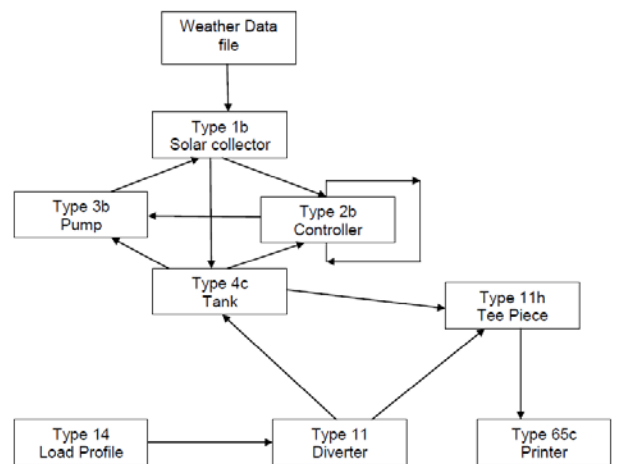 Weather Data
file
Type 1b
Solar collector
Type 3b
Pump
Type 2b
Controller
Type 4c
Tank
Type 11h
Tee Piece
Type 14
Load Profile
Type 11
Diverter
Type 65c
Printer